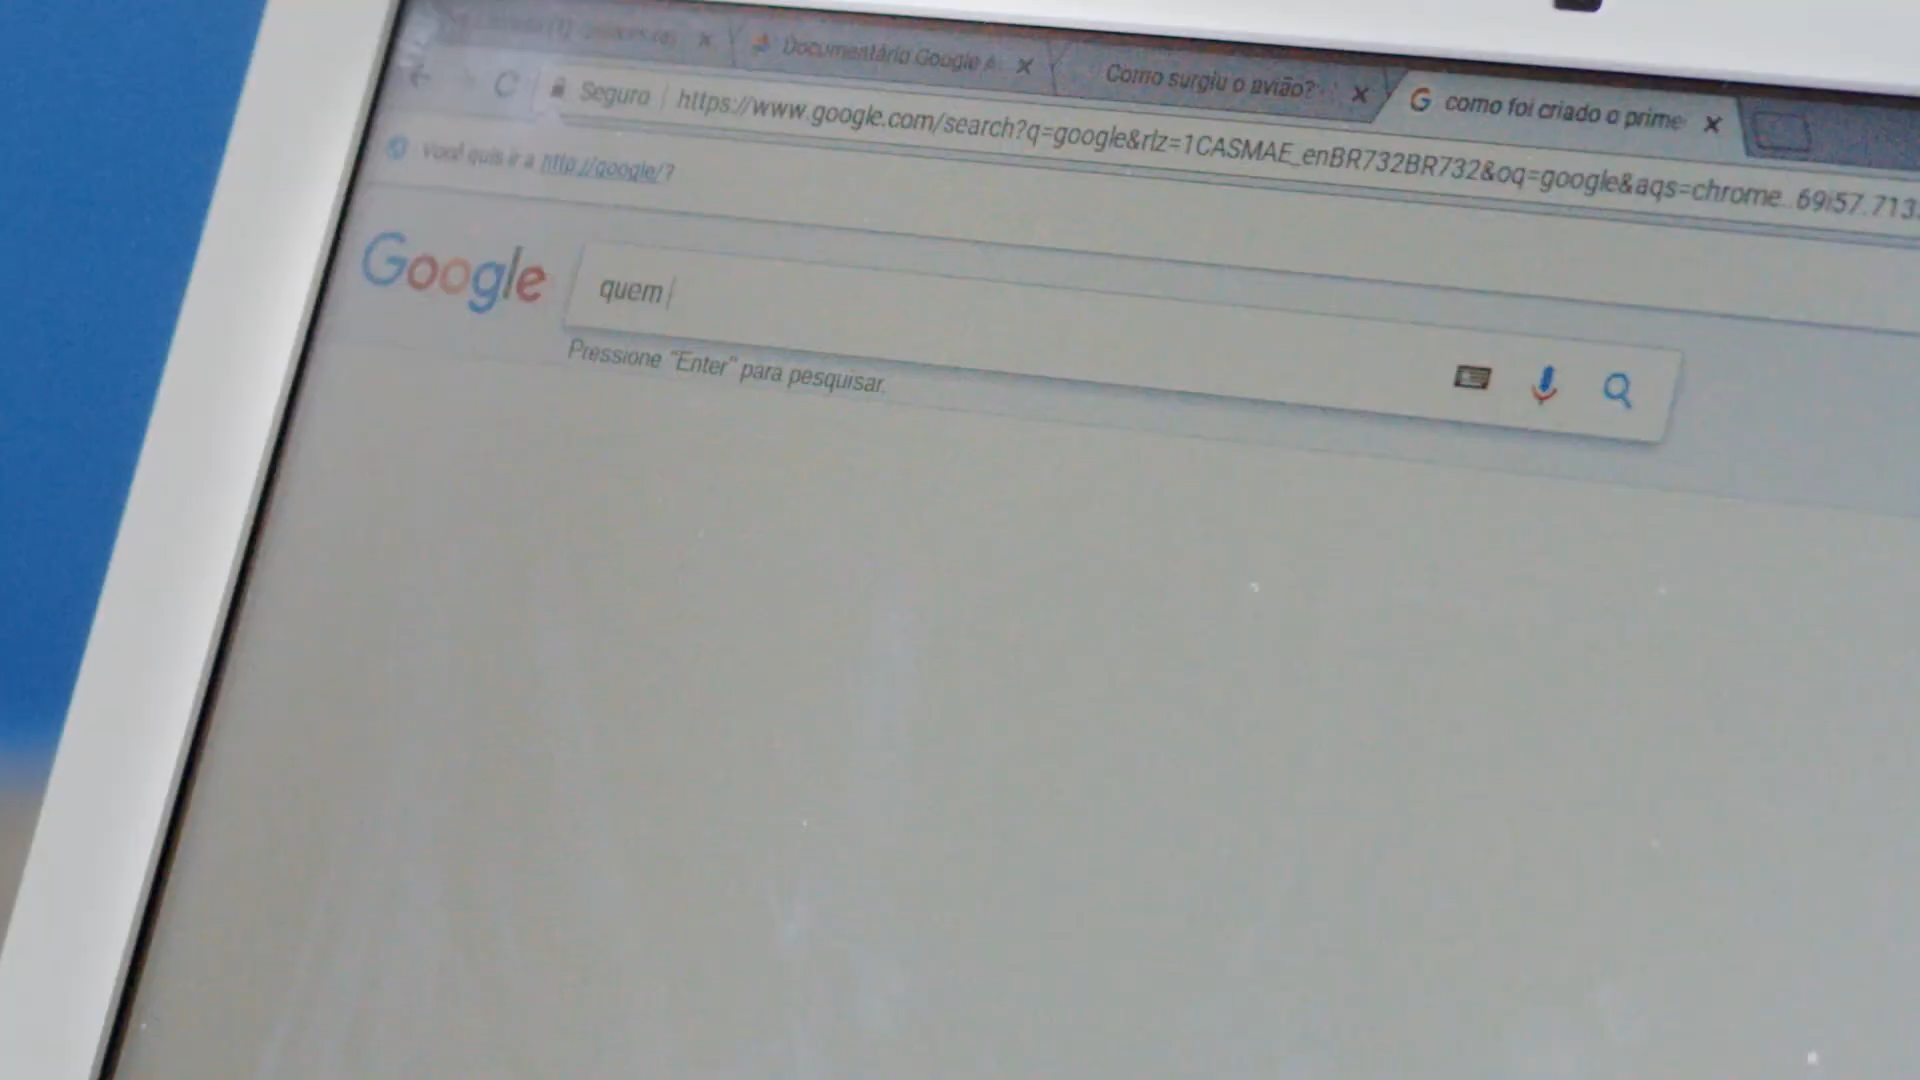 Documentário Google A
Como surgiu o avião? -
como foi criado o prime
Seguro | https://www.google.com/search?q=google&rlz=1CASMAE_enBR732BR732&oq=google&aqs=chrome..69i57.713
Você quis ir a http://google/?
Google
quem
Pressione "Enter" para pesquisar.